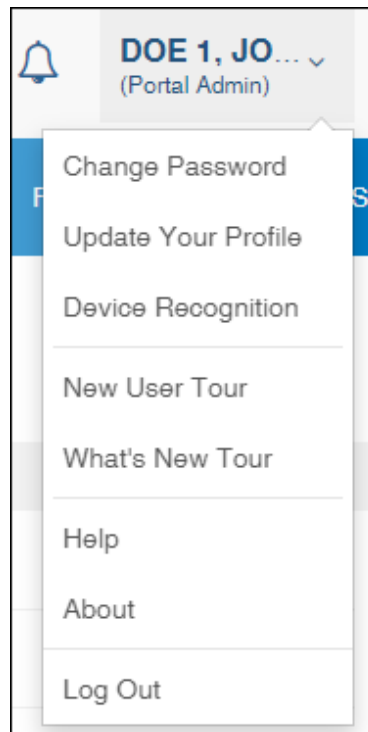 DOE 1, JO...
(Portal Admin)
Change Password
Update Your Profile
Device Recognition
New User Tour
What's New Tour
Help
About
Log Out